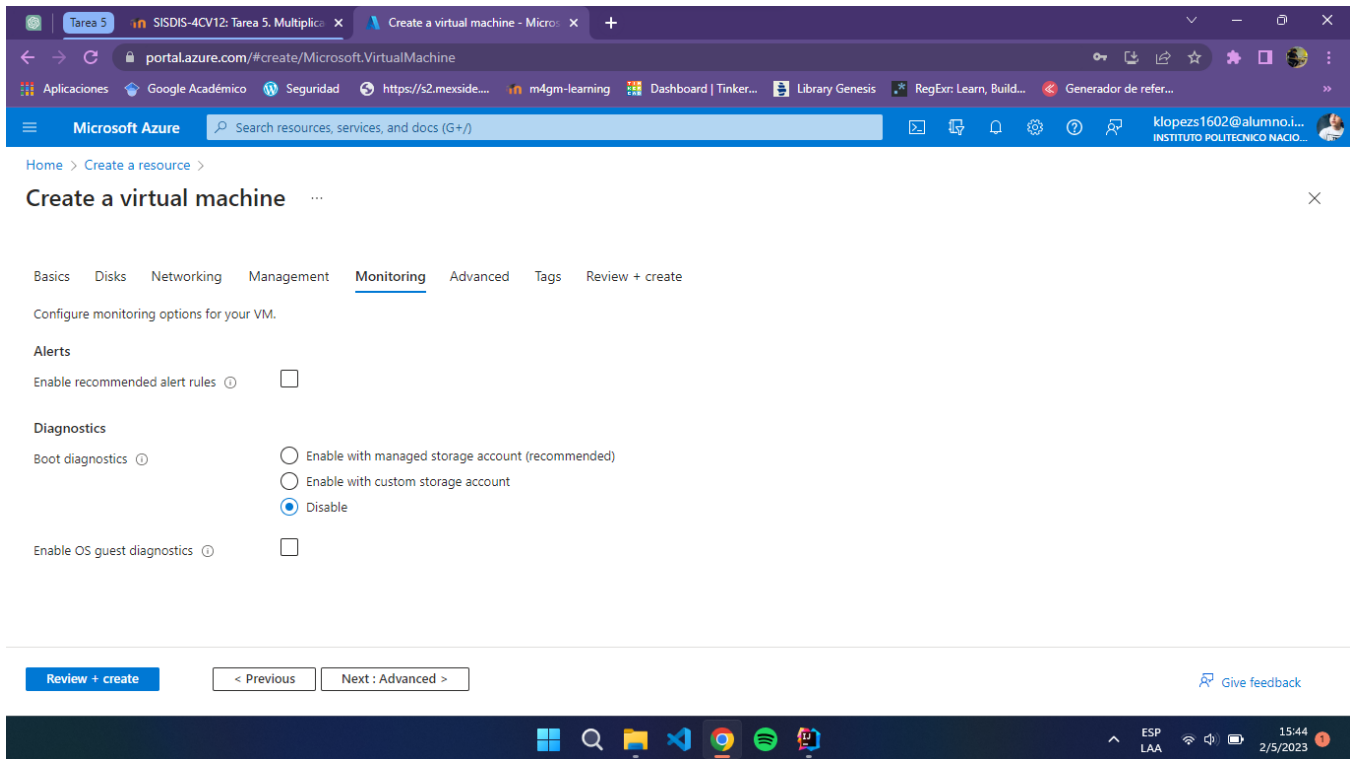 Tarea 5
SISDIS-4CV12: Tarea 5. Multiplica
Create a virtual machine - Micros
portal.azure.com/#create/Microsoft.VirtualMachine
Aplicaciones
Google Académico
Seguridad
https://s2.mexside....
m4gm-learning
Dashboard | Tinker...
Library Genesis
RegExr: Learn, Build...
Generador de refer...
»
Microsoft Azure
Search resources, services, and docs (G+/)
klopezs1602@alumno.i...
INSTITUTO POLITECNICO NACIO...
Home > Create a resource >
Create a virtual machine ...
Basics Disks Networking Management Monitoring Advanced Tags Review + create
Configure monitoring options for your VM.
Alerts
Enable recommended alert rules
Diagnostics
Boot diagnostics
Enable with managed storage account (recommended)
Enable with custom storage account
Disable
Enable OS guest diagnostics
Review + create
< Previous
Next : Advanced >
Give feedback
ESP
LAA
15:44
2/5/2023
1